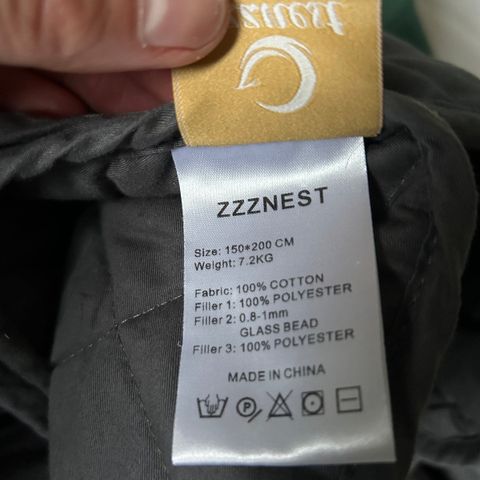 zznest
ZZZNEST
Size: 150*200 CM
Weight: 7.2KG
Fabric: 100% COTTON
Filler 1: 100% POLYESTER
Filler 2: 0.8-1mm
GLASS BEAD
Filler 3: 100% POLYESTER
MADE IN CHINA